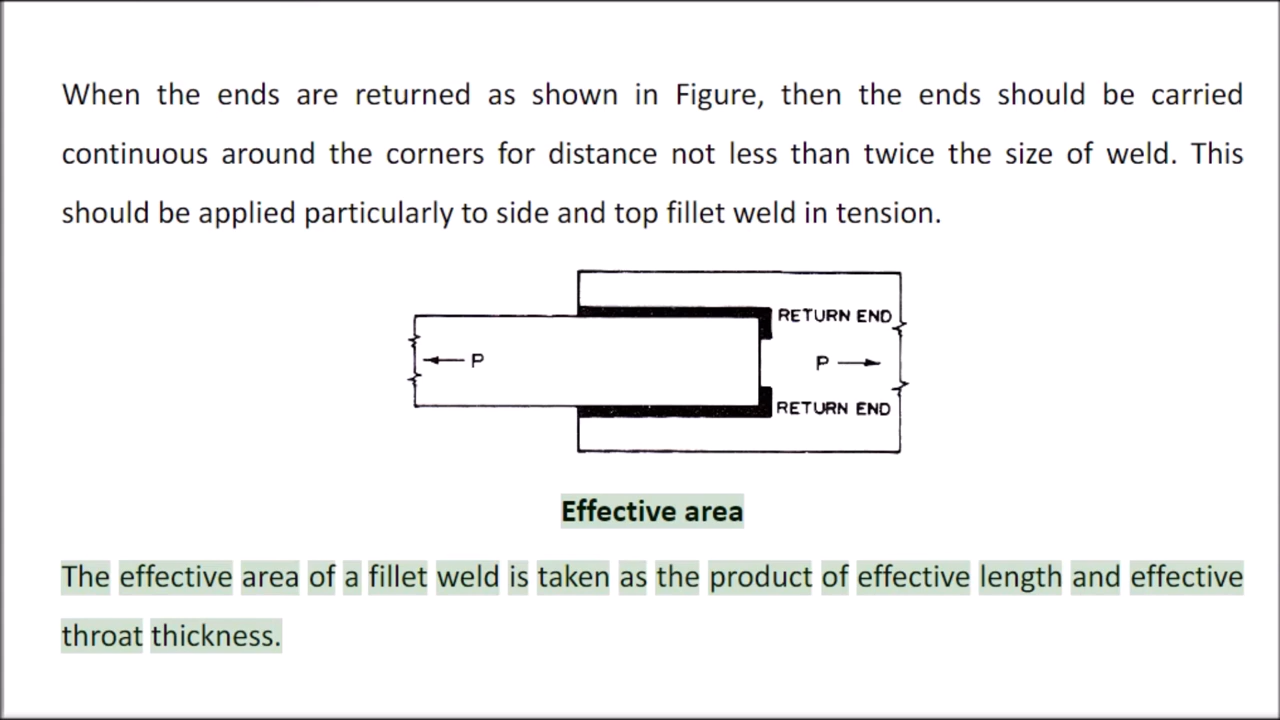 When the ends are returned as shown in Figure, then the ends should be carried
continuous around the corners for distance not less than twice the size of weld. This
should be applied particularly to side and top fillet weld in tension.
RETURN END
P
P
RETURN END
Effective area
The effective area of a fillet weld is taken as the product of effective length and effective
throat thickness.